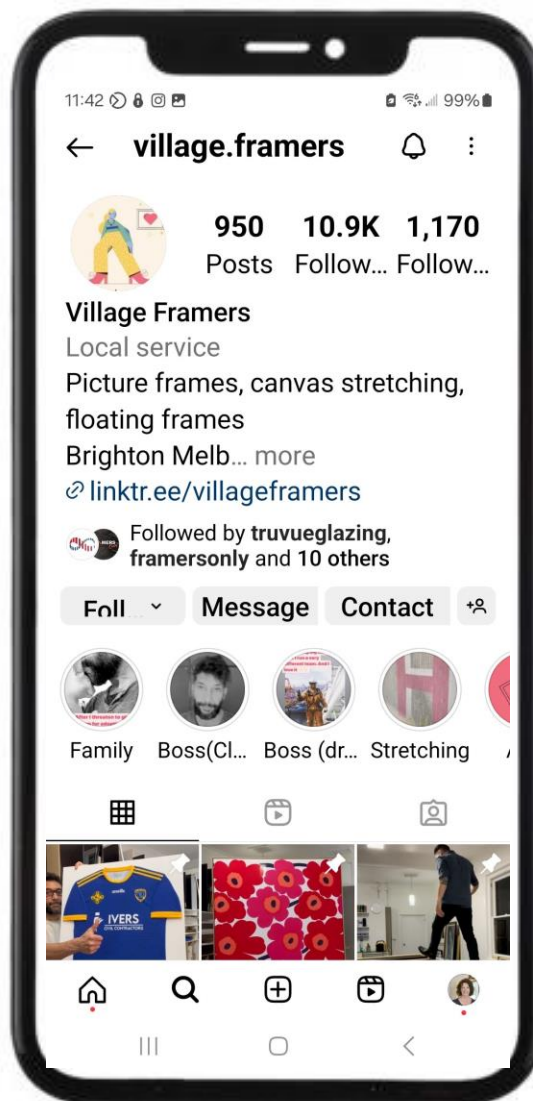 11:42 99%
village.framers
950 10.9K 1,170
Posts Follow... Follow...
Village Framers
Local service
Picture frames, canvas stretching,
floating frames
Brighton Melb... more
linktr.ee/villageframers
Followed by truvueglazing,
framersonly and 10 others
Foll... Message Contact
Family Boss(Cl... Boss (dr... Stretching
IVERS